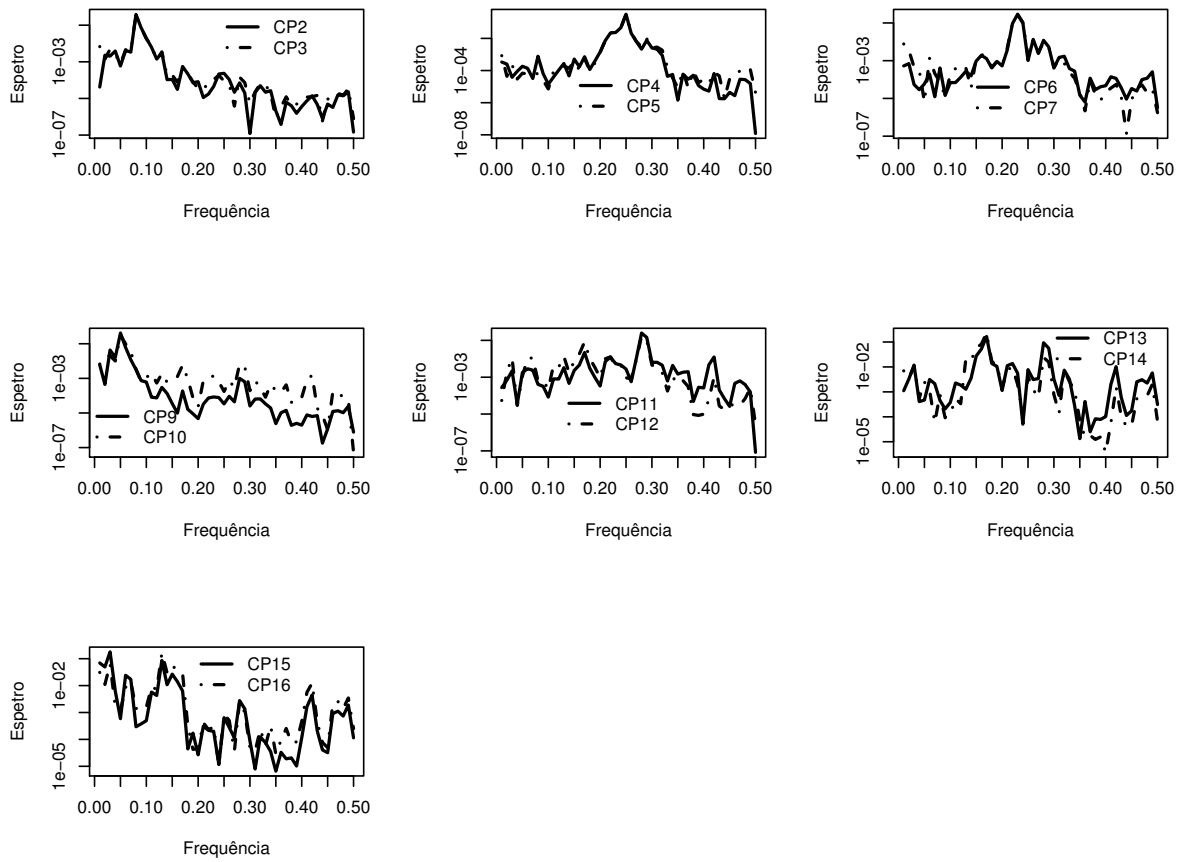 CP2
CP3
Espetro
1e-03
1e-07
0.00 0.10 0.20 0.30 0.40 0.50
Frequência
CP4
CP5
Espetro
1e-04
1e-08
0.00 0.10 0.20 0.30 0.40 0.50
Frequência
CP6
CP7
Espetro
1e-03
1e-07
0.00 0.10 0.20 0.30 0.40 0.50
Frequência
CP9
CP10
Espetro
1e-03
1e-07
0.00 0.10 0.20 0.30 0.40 0.50
Frequência
CP11
CP12
Espetro
1e-03
1e-07
0.00 0.10 0.20 0.30 0.40 0.50
Frequência
CP13
CP14
Espetro
1e-02
1e-05
0.00 0.10 0.20 0.30 0.40 0.50
Frequência
CP15
CP16
Espetro
1e-02
1e-05
0.00 0.10 0.20 0.30 0.40 0.50
Frequência